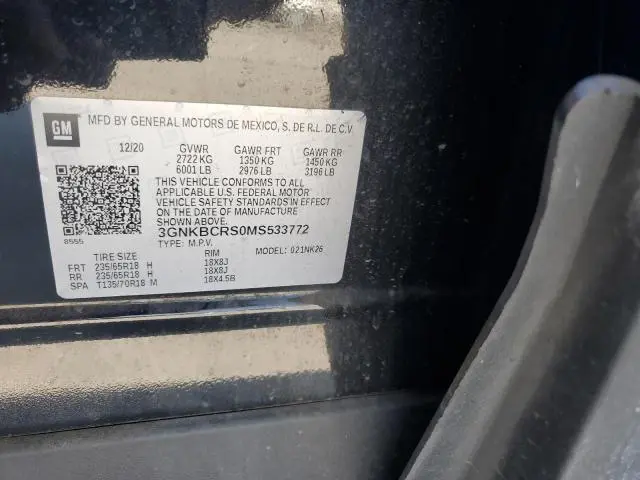 GM
MFD BY GENERAL MOTORS DE MEXICO, S. DE R.L. DE C.V
12/20 GVWR GAWR FRT GAWR RR
2722 KG 1350 KG 1450 KG
6001 LB 2976 LB 3196 LB
THIS VEHICLE CONFORMS TO ALL
APPLICABLE U.S. FEDERAL MOTOR
VEHICLE SAFETY STANDARDS IN
EFFECT ON THE DATE OF MANUFACTURE
SHOWN ABOVE.
3GNKBCRS0MS533772
8555
TYPE: M.P.V. MODEL: 021NK26
TIRE SIZE RIM
FRT 235/65R18 H 18X8J
RR 235/65R18 H 18X8J
SPA T135/70R18 M 18X4.5B